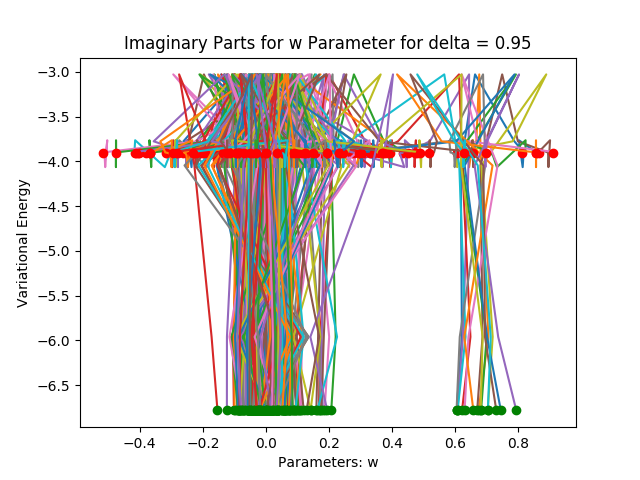 Imaginary Parts for w Parameter for delta = 0.95
−3.0
−3.5
−4.0
−4.5
−5.0
−5.5
−6.0
−6.5
Variational Energy
−0.4 −0.2 0.0 0.2 0.4 0.6 0.8
Parameters: w